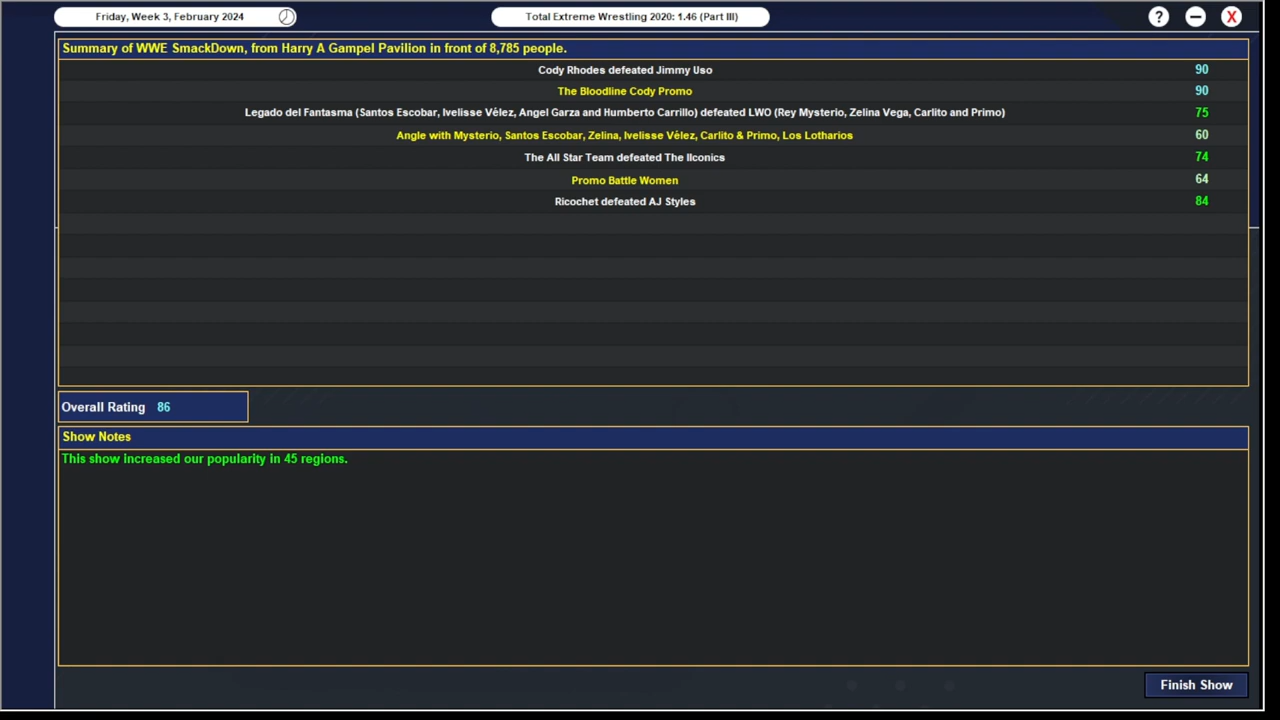 Friday, Week 3, February 2024
Total Extreme Wrestling 2020: 1.46 (Part III)
?
X
Summary of WWE SmackDown, from Harry A Gampel Pavilion in front of 8,785 people.
Cody Rhodes defeated Jimmy Uso 90
The Bloodline Cody Promo 90
Legado del Fantasma (Santos Escobar, Ivelisse Vélez, Angel Garza and Humberto Carrillo) defeated LWO (Rey Mysterio, Zelina Vega, Carlito and Primo) 75
Angle with Mysterio, Santos Escobar, Zelina, Ivelisse Vélez, Carlito & Primo, Los Lotharios 60
The All Star Team defeated The IIconics 74
Promo Battle Women 64
Ricochet defeated AJ Styles 84
Overall Rating 86
Show Notes
This show increased our popularity in 45 regions.
Finish Show